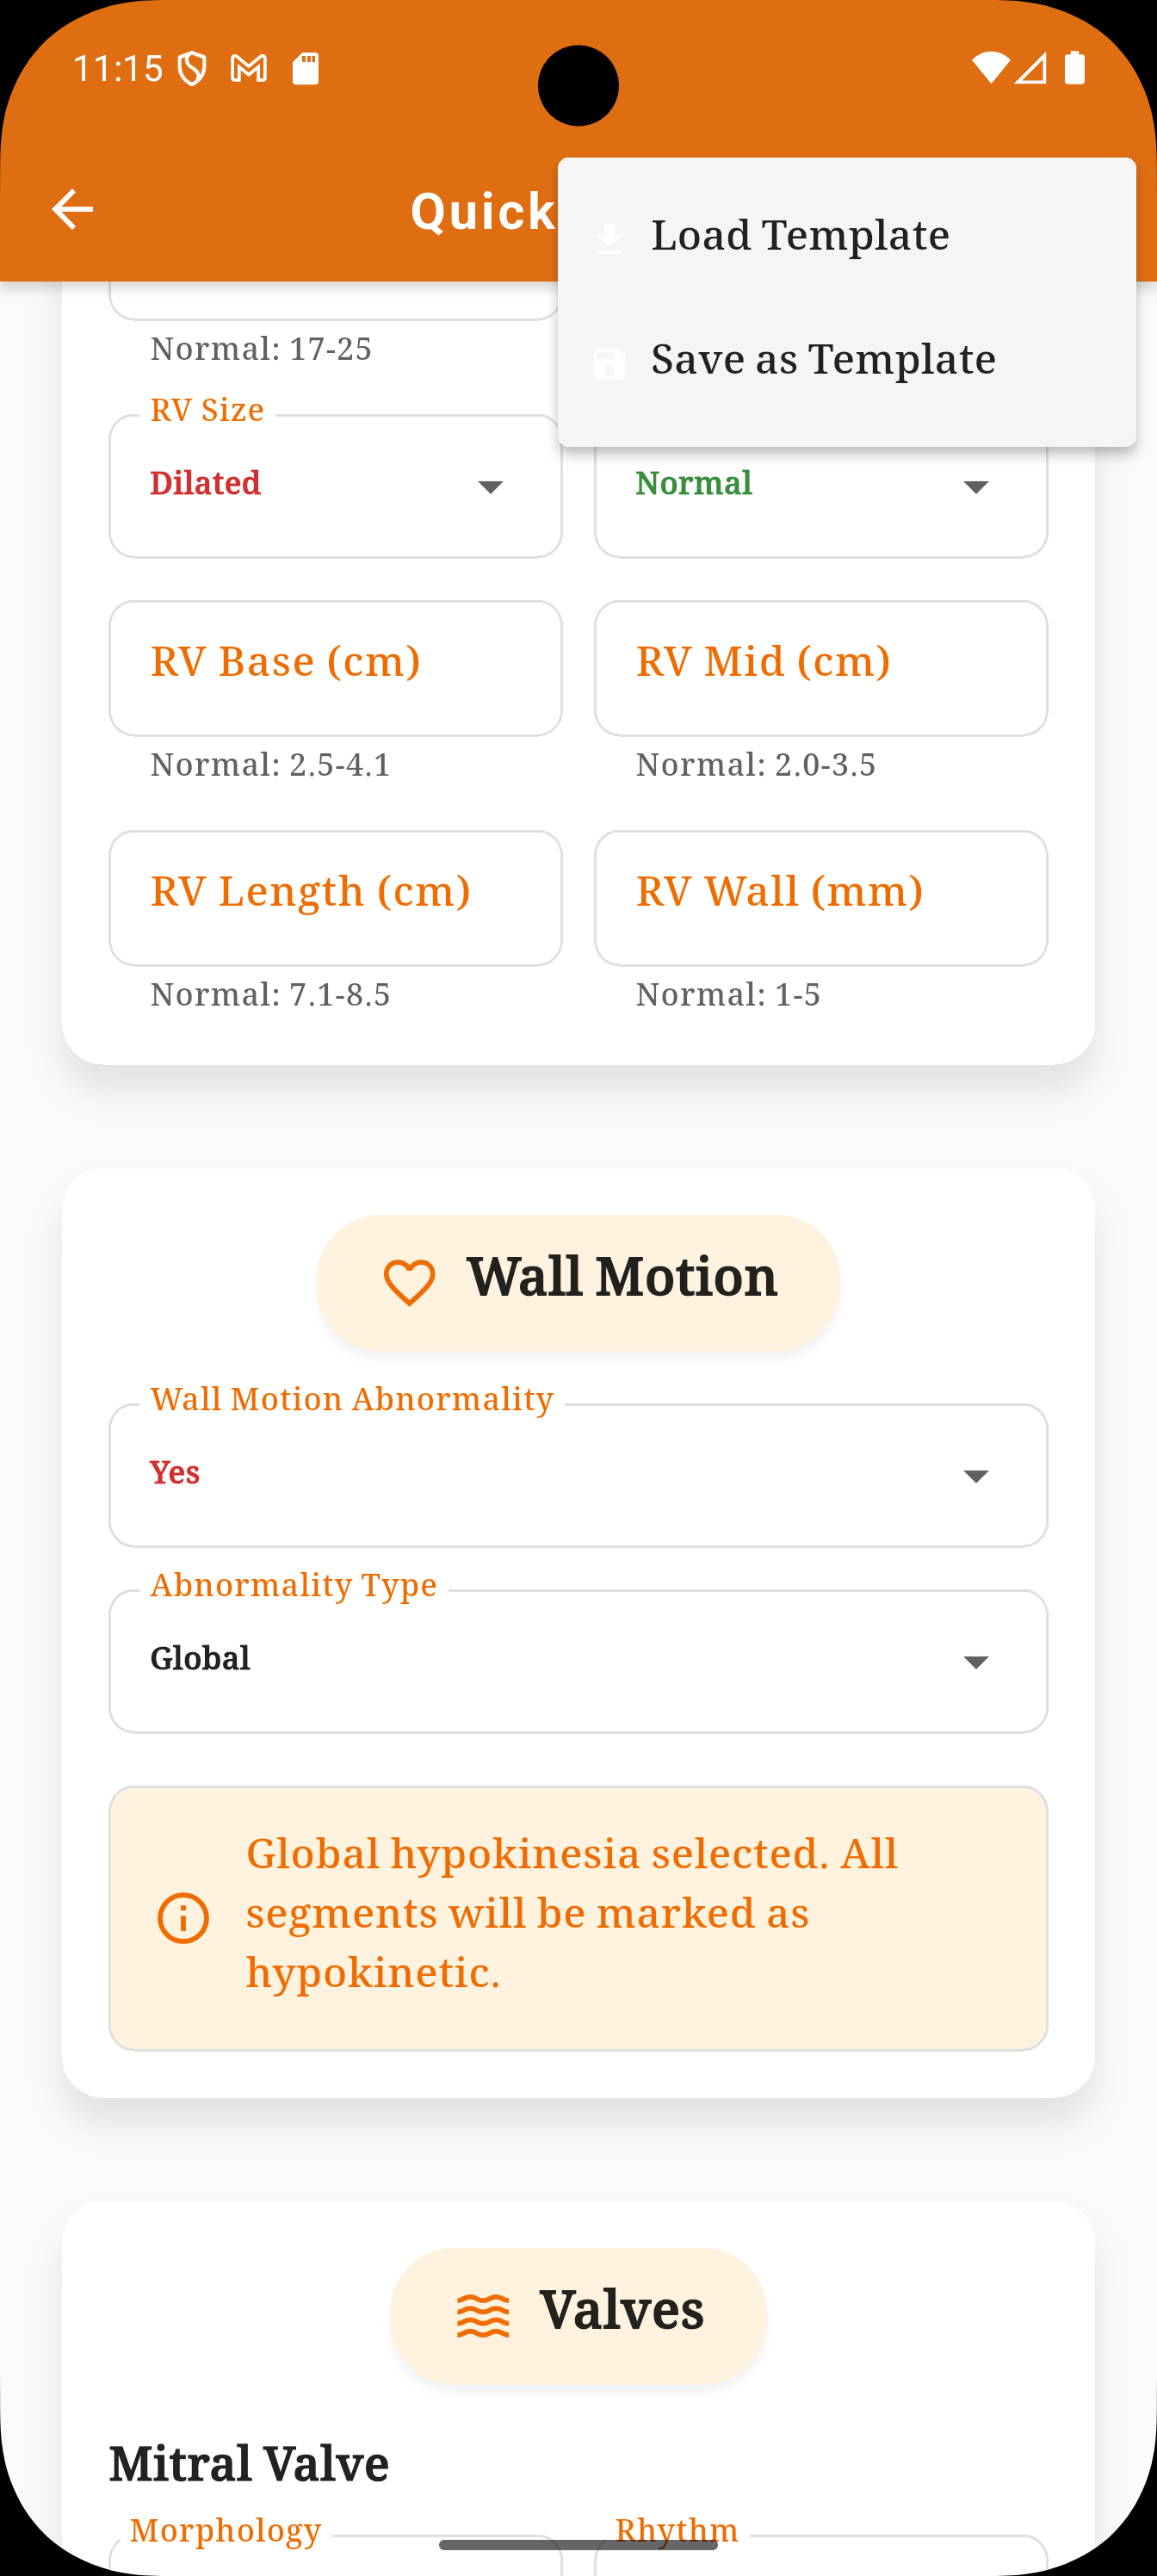 11:15
Quick
Load Template
Save as Template
Normal: 17-25
RV Size
Dilated
Normal
RV Base (cm)
RV Mid (cm)
Normal: 2.5-4.1
Normal: 2.0-3.5
RV Length (cm)
RV Wall (mm)
Normal: 7.1-8.5
Normal: 1-5
Wall Motion
Wall Motion Abnormality
Yes
Abnormality Type
Global
Global hypokinesia selected. All
segments will be marked as
hypokinetic.
Valves
Mitral Valve
Morphology
Rhythm